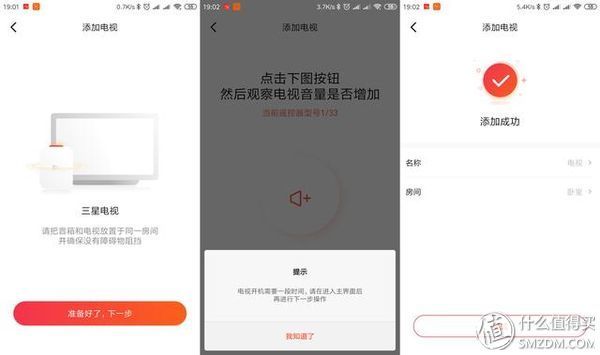 19:01
0.7K/s
添加电视
三星电视
请把音箱和电视放置于同一房间
并确保没有障碍物阻挡
准备好了，下一步
19:02
3.7K/s
添加电视
点击下图按钮
然后观察电视音量是否增加
当前遥控器型号1/33
提示
电视开机需要一段时间，请在进入主界面后
再进行下一步操作
我知道了
19:02
5.4K/s
添加电视
添加成功
名称
电视
房间
卧室
值 什么值得买
SMZDM.COM